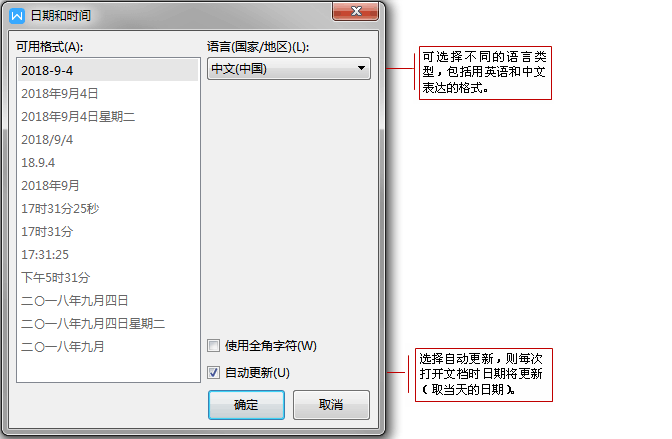 日期和时间
可用格式(A):
语言(国家/地区)(L):
2018-9-4
中文(中国)
2018年9月4日
2018年9月4日星期二
2018/9/4
18.9.4
2018年9月
17时31分25秒
17时31分
17:31:25
下午5时31分
二〇一八年九月四日
二〇一八年九月四日星期二
二〇一八年九月
使用全角字符(W)
自动更新(U)
确定
取消
可选择不同的语言类
型，包括用英语和中文
表达的格式。
选择自动更新，则每次
打开文档时日期将更新
（取当天的日期）。